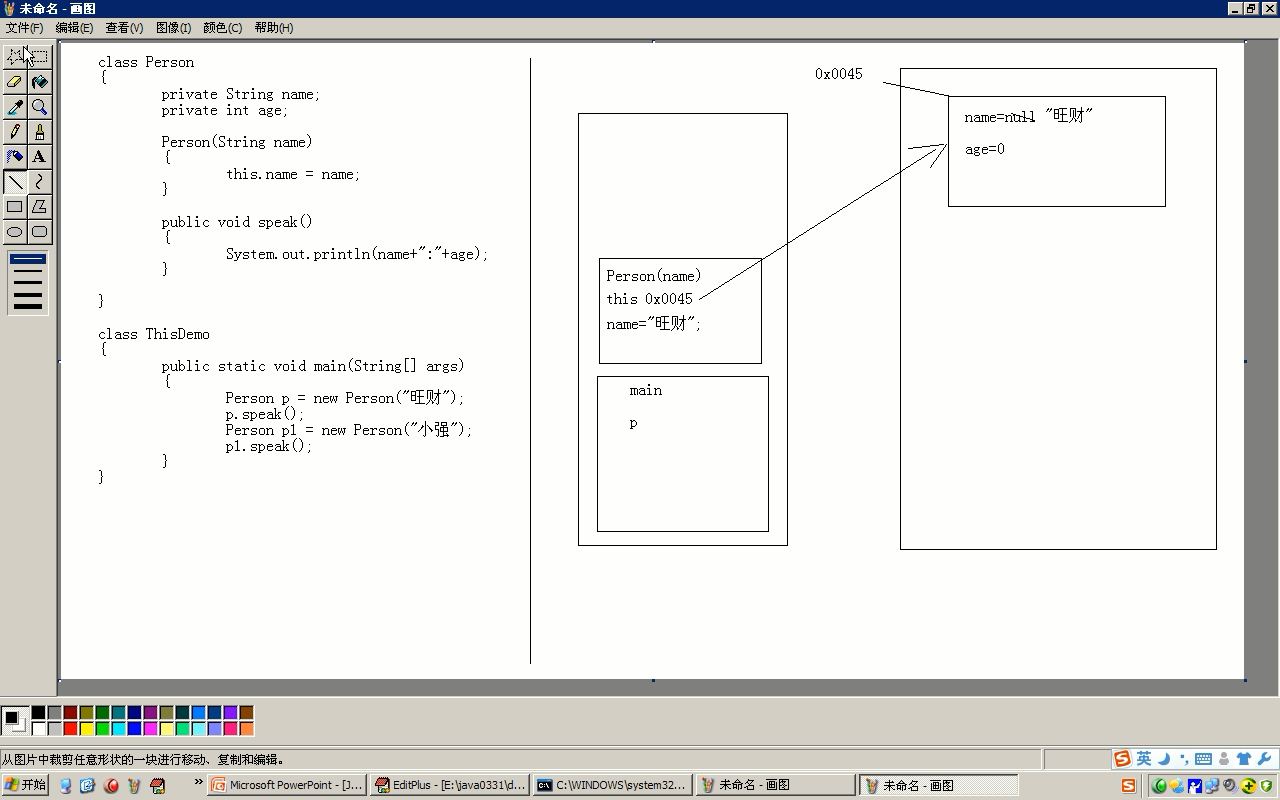 未命名 - 画图
文件(F) 编辑(E) 查看(V) 图像(I) 颜色(C) 帮助(H)
class Person
{
private String name;
private int age;
Person(String name)
{
this.name = name;
}
public void speak()
{
System.out.println(name+":"+age);
}
}
class ThisDemo
{
public static void main(String[] args)
{
Person p = new Person("旺财");
p.speak();
Person p1 = new Person("小强");
p1.speak();
}
}
Person(name)
this 0x0045
name="旺财";
main
p
0x0045
name=null "旺财"
age=0
从图片中截剪任意形状的一块进行移动、复制和编辑。
英
开始
Microsoft PowerPoint - [J...
EditPlus - [E:\java0331\d...
C:\WINDOWS\system32...
未命名 - 画图
未命名 - 画图